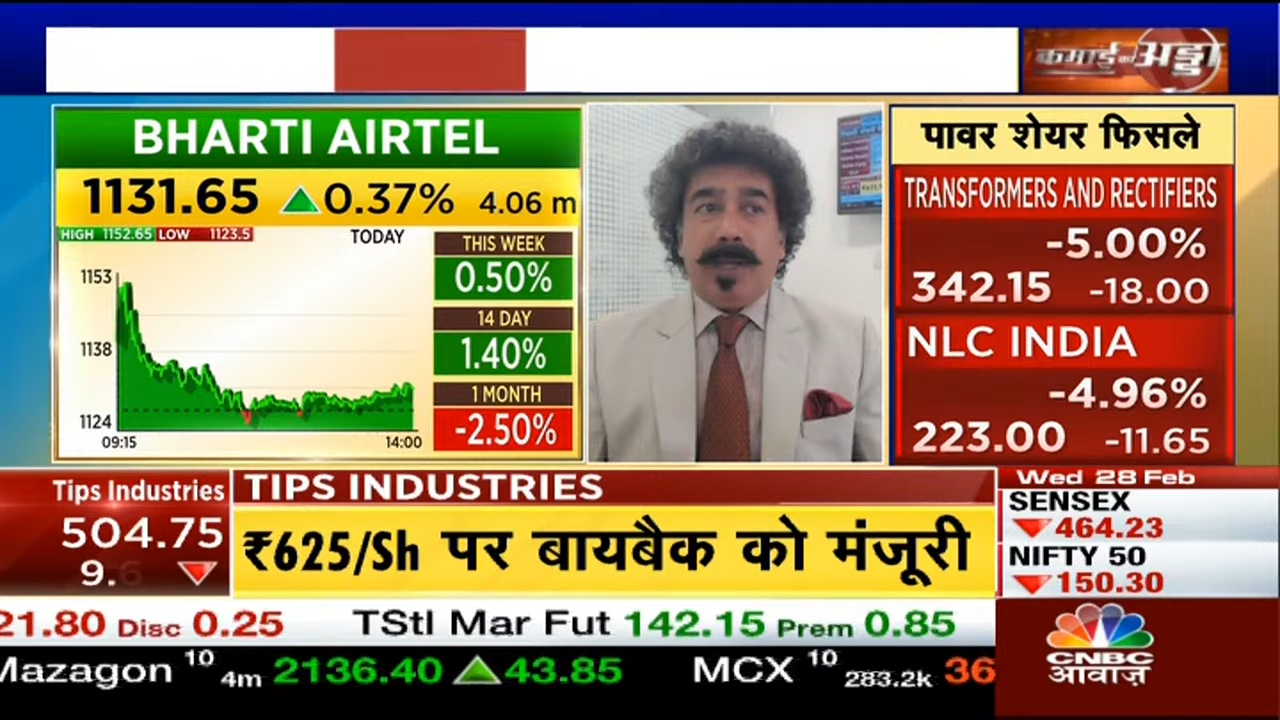 कमाई का अड्डा
BHARTI AIRTEL
1131.65 0.37% 4.06 m
HIGH 1152.65 LOW 1123.5
TODAY
1153
1138
1124
09:15 14:00
THIS WEEK
0.50%
14 DAY
1.40%
1 MONTH
-2.50%
पावर शेयर फिसले
TRANSFORMERS AND RECTIFIERS
-5.00%
342.15 -18.00
NLC INDIA
-4.96%
223.00 -11.65
Tips Industries
504.75
9.
TIPS INDUSTRIES
₹625/Sh पर बायबैक को मंजूरी
Wed 28 Feb
SENSEX
464.23
NIFTY 50
150.30
21.80 Disc 0.25 TStl Mar Fut 142.15 Prem 0.85
Mazagon 10 4m 2136.40 43.85 MCX 10 283.2k 36
CNBC
आवाज़